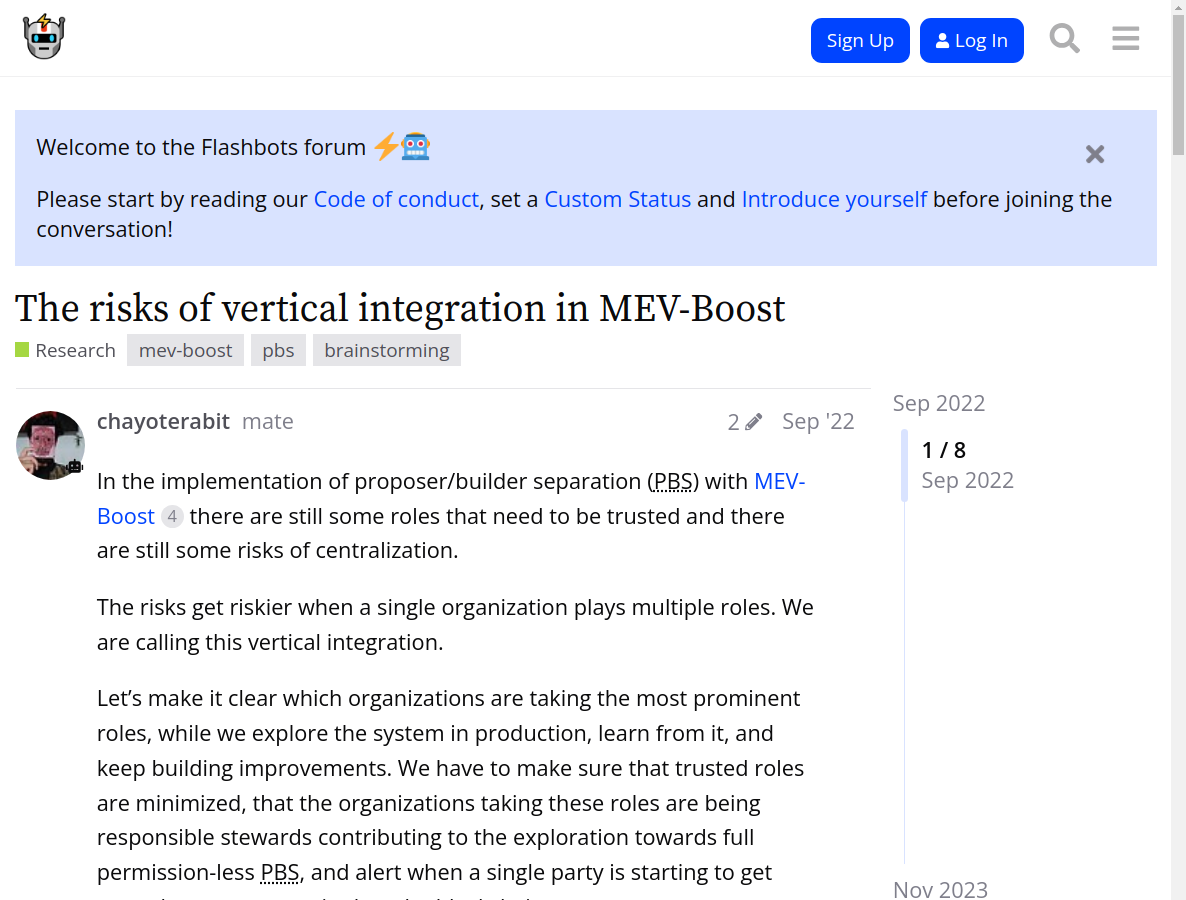 Sign Up
Log In
Welcome to the Flashbots forum
Please start by reading our Code of conduct, set a Custom Status and Introduce yourself before joining the
conversation!
The risks of vertical integration in MEV-Boost
Research mev-boost pbs brainstorming
chayoterabit mate 2 Sep '22
In the implementation of proposer/builder separation (PBS) with MEV-
Boost 4 there are still some roles that need to be trusted and there
are still some risks of centralization.
The risks get riskier when a single organization plays multiple roles. We
are calling this vertical integration.
Let’s make it clear which organizations are taking the most prominent
roles, while we explore the system in production, learn from it, and
keep building improvements. We have to make sure that trusted roles
are minimized, that the organizations taking these roles are being
responsible stewards contributing to the exploration towards full
permission-less PBS, and alert when a single party is starting to get
Sep 2022
1 / 8
Sep 2022
Nov 2023